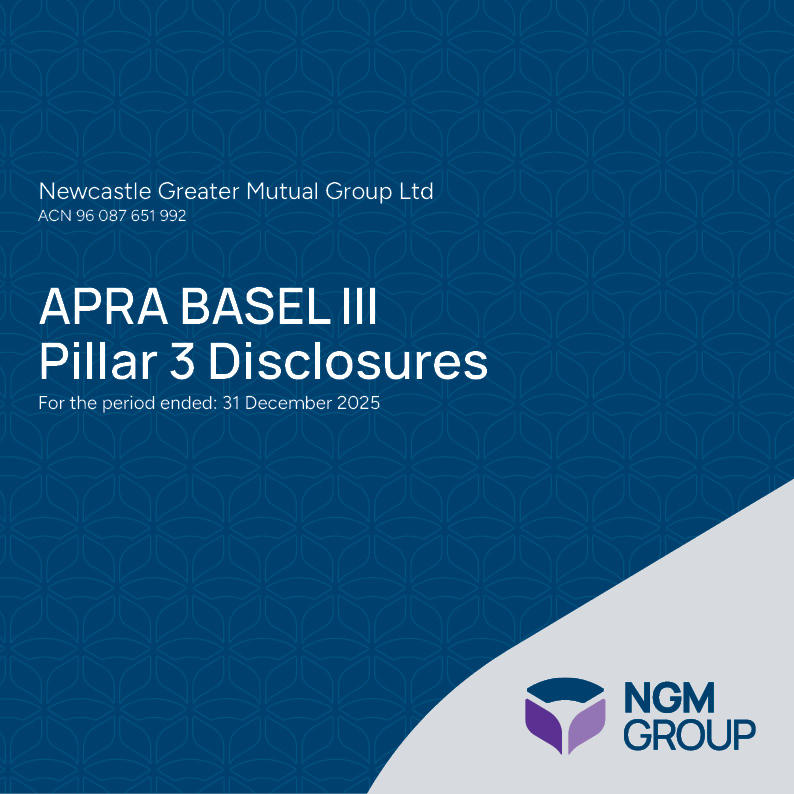 Newcastle Greater Mutual Group Ltd
ACN 96 087 651 992
APRA BASEL III
Pillar 3 Disclosures
For the period ended: 31 December 2025
NGM
GROUP